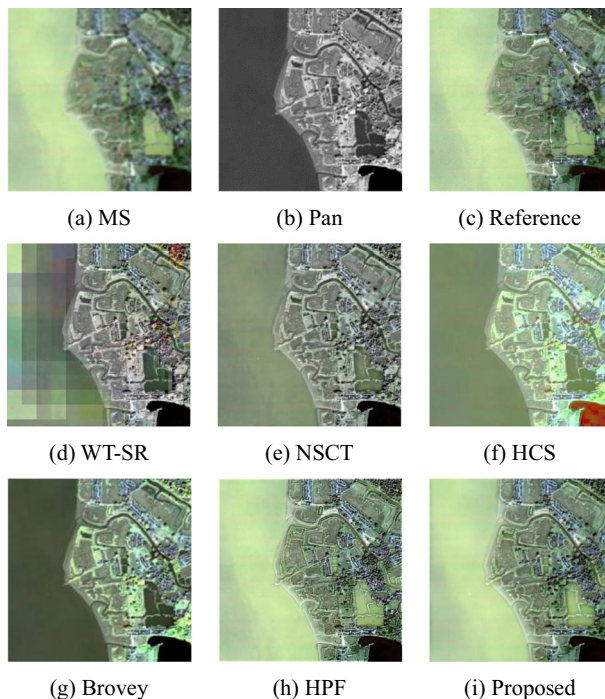 (a) MS
(b) Pan
(c) Reference
(d) WT-SR
(e) NSCT
(f) HCS
(g) Brovey
(h) HPF
(i) Proposed